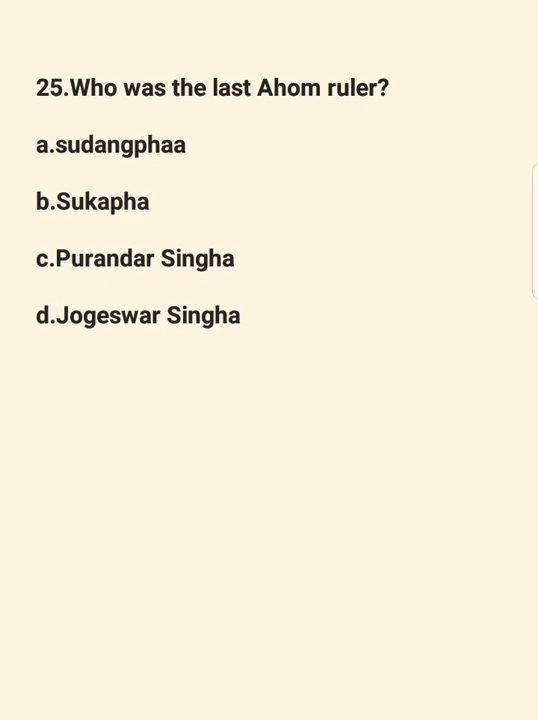 25.Who was the last Ahom ruler?
a.sudangphaa
b.Sukapha
c.Purandar Singha
d.Jogeswar Singha